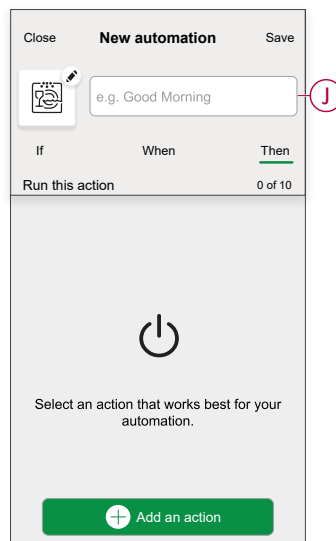 Close New automation Save
e.g. Good Morning
J
If When Then
Run this action 0 of 10
Select an action that works best for your
automation.
Add an action